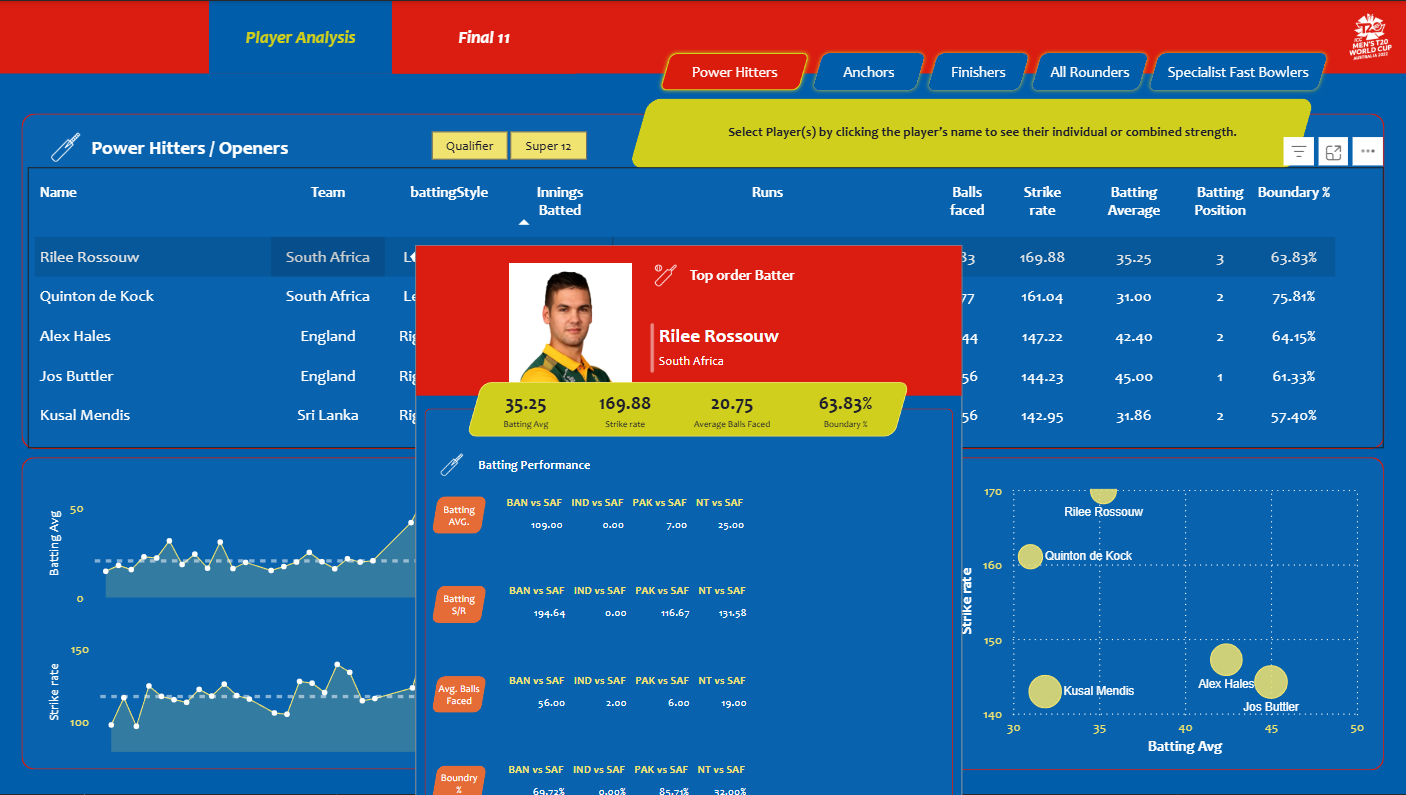 Player Analysis
Final 11
ICC
MEN'S T20
WORLD CUP
AUSTRALIA 2022
Power Hitters
Anchors
Finishers
All Rounders
Specialist Fast Bowlers
Select Player(s) by clicking the player's name to see their individual or combined strength.
Power Hitters / Openers
Qualifier
Super 12
Name Team battingStyle Innings Batted Runs Balls faced Strike rate Batting Average Batting Position Boundary %
Rilee Rossouw South Africa L 83 169.88 35.25 3 63.83%
Quinton de Kock South Africa Le 77 161.04 31.00 2 75.81%
Alex Hales England Rig 44 147.22 42.40 2 64.15%
Jos Buttler England Rig 56 144.23 45.00 1 61.33%
Kusal Mendis Sri Lanka Rig 56 142.95 31.86 2 57.40%
Top order Batter
Rilee Rossouw
South Africa
35.25 169.88 20.75 63.83%
Batting Avg Strike rate Average Balls Faced Boundary %
Batting Performance
Batting AVG.
BAN vs SAF IND vs SAF PAK vs SAF NT vs SAF
109.00 0.00 7.00 25.00
Batting S/R
BAN vs SAF IND vs SAF PAK vs SAF NT vs SAF
194.64 0.00 116.67 131.58
Avg. Balls Faced
BAN vs SAF IND vs SAF PAK vs SAF NT vs SAF
56.00 2.00 6.00 19.00
Boundry %
BAN vs SAF IND vs SAF PAK vs SAF NT vs SAF
69.72% 0.00% 85.71% 32.00%
Batting Avg
50
0
Strike rate
150
100
Strike rate
170
160
150
140
Rilee Rossouw
Quinton de Kock
Alex Hales
Kusal Mendis
Jos Buttler
30 35 40 45 50
Batting Avg